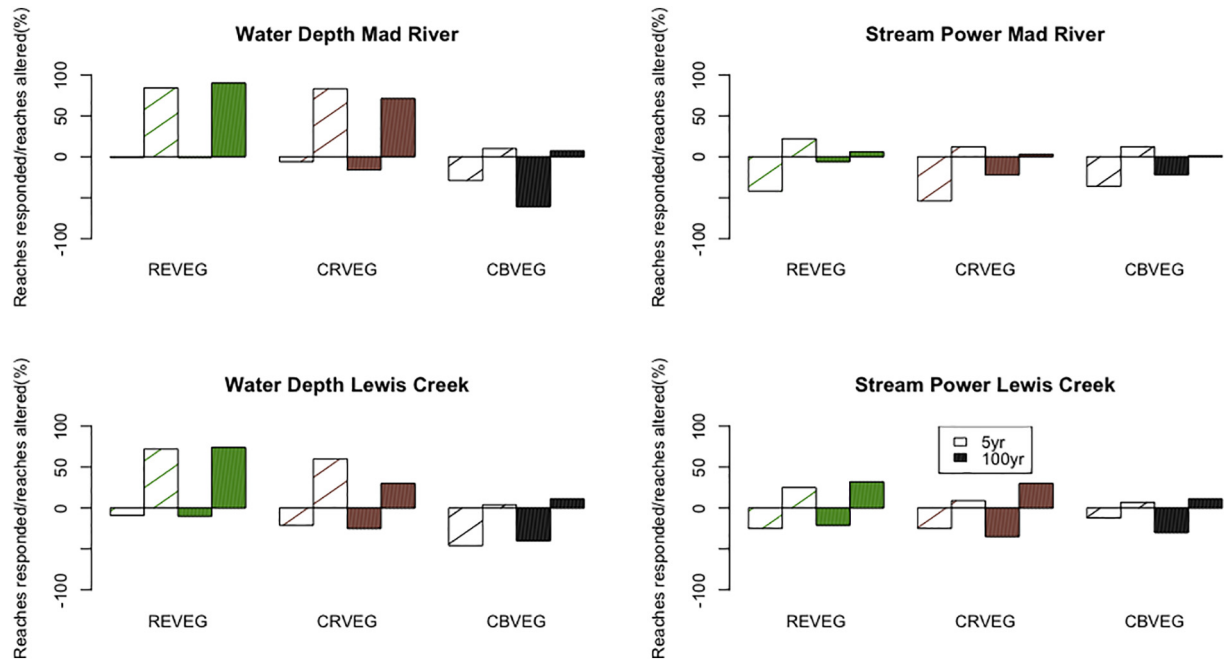 Water Depth Mad River
Reaches responded/reaches altered(%)
100
50
0
-100
REVEG CRVEG CBVEG
Stream Power Mad River
Reaches responded/reaches altered(%)
100
50
0
-100
REVEG CRVEG CBVEG
Water Depth Lewis Creek
Reaches responded/reaches altered(%)
100
50
0
-100
REVEG CRVEG CBVEG
Stream Power Lewis Creek
Reaches responded/reaches altered(%)
100
50
0
-100
5yr
100yr
REVEG CRVEG CBVEG